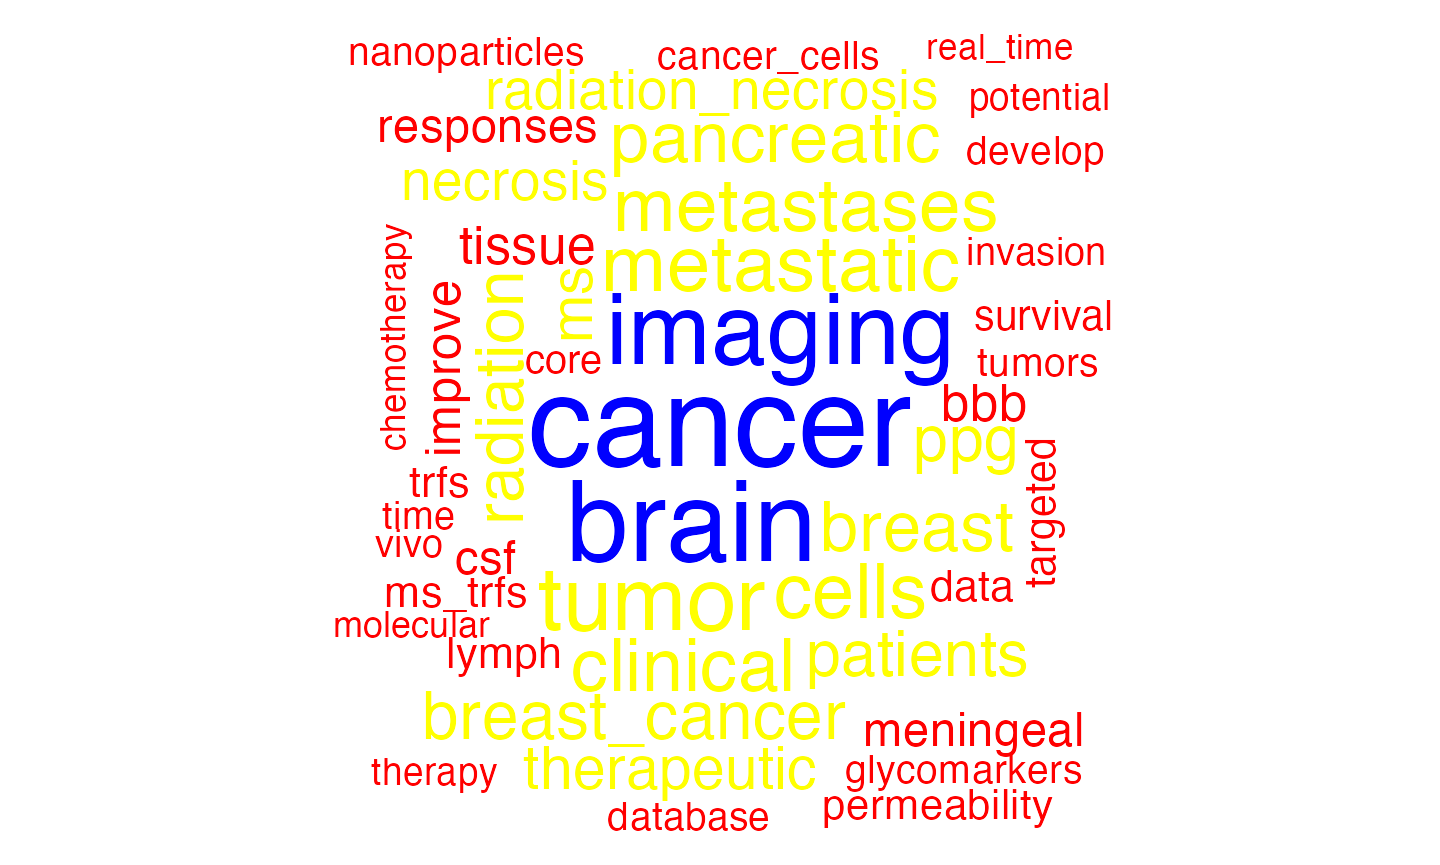 nanoparticles
cancer_cells
real_time
radiation_necrosis
potential
responses
pancreatic
develop
necrosis
metastases
tissue
metastatic
invasion
chemotherapy
improve
radiation
ms
imaging
survival
core
tumors
cancer
bbb
ppg
targeted
trfs
time
brain
breast
vivo
csf
ms_trfs
tumor
cells
data
molecular
lymph
clinical
patients
breast_cancer
meningeal
therapy
therapeutic
glycomarkers
database
permeability